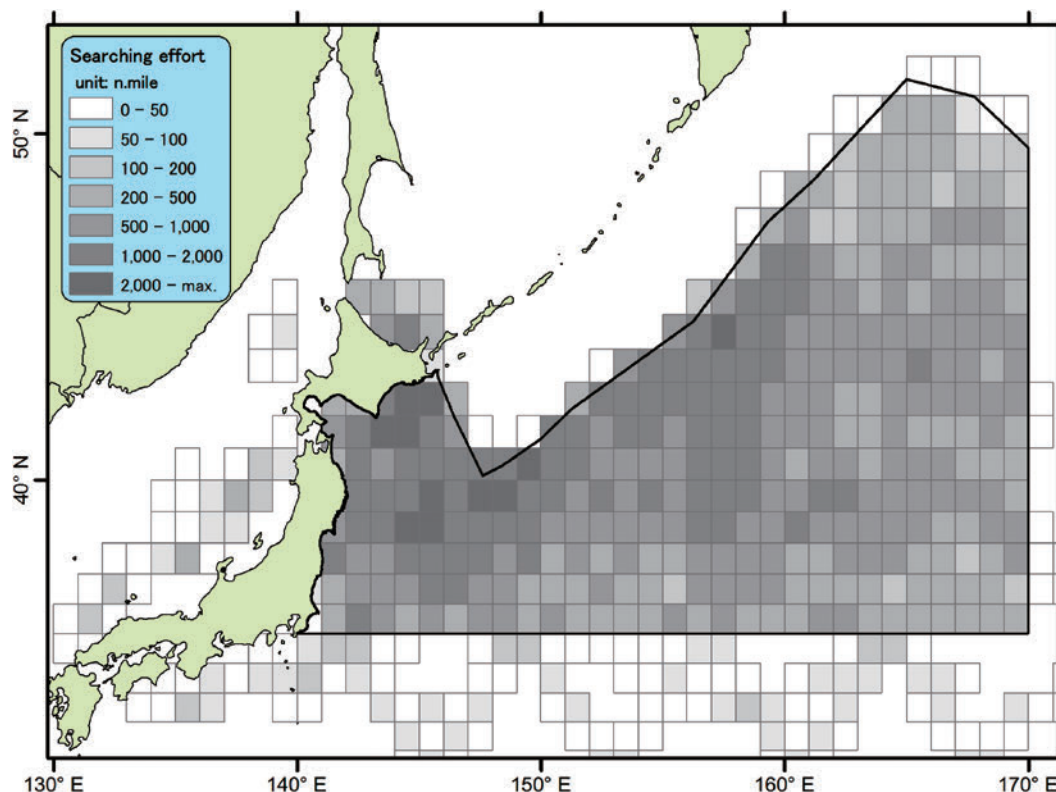 Searching effort
unit: n.mile
0 - 50
50 - 100
100 - 200
200 - 500
500 - 1,000
1,000 - 2,000
2,000 - max.
50° N
40° N
130° E
140° E
150° E
160° E
170° E